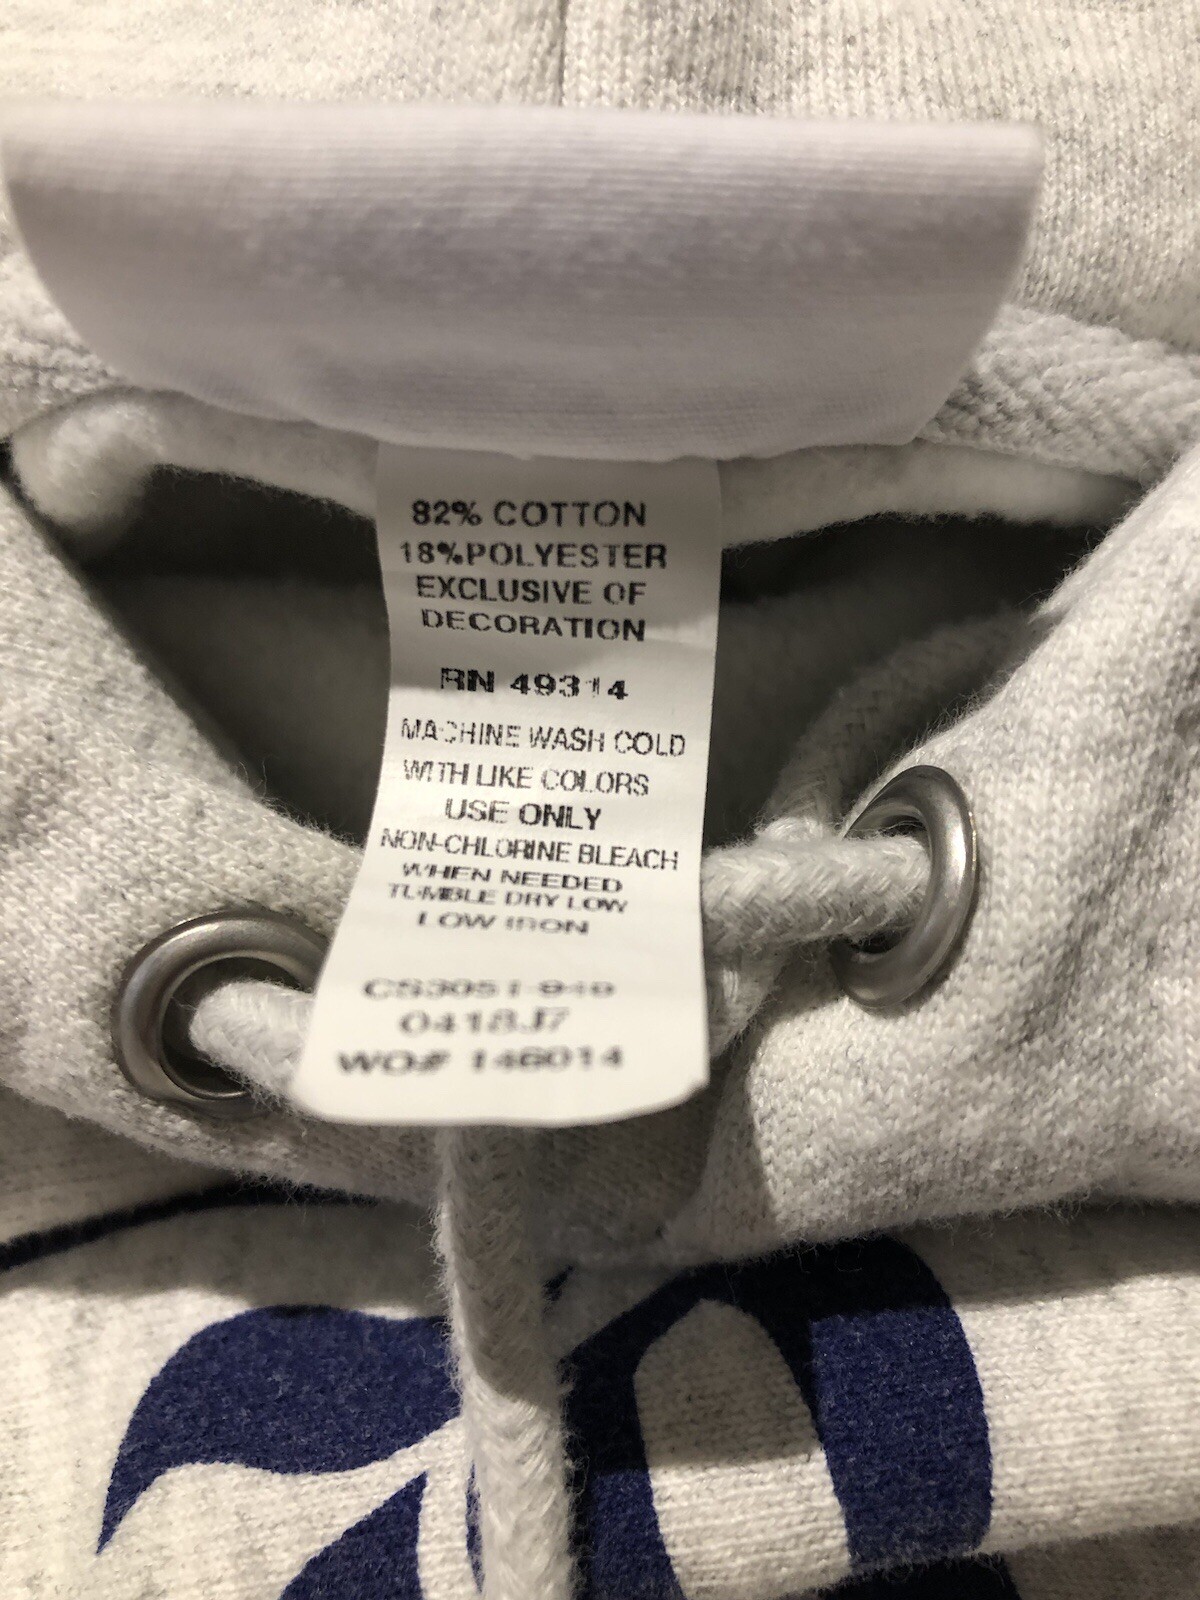 82% COTTON
18%POLYESTER
EXCLUSIVE OF
DECORATION
RN 49314
MACHINE WASH COLD
WITH LIKE COLORS
USE ONLY
NON-CHLORINE BLEACH
WHEN NEEDED
TUMBLE DRY LOW
LOW IRON
0418J7
WO# 146014